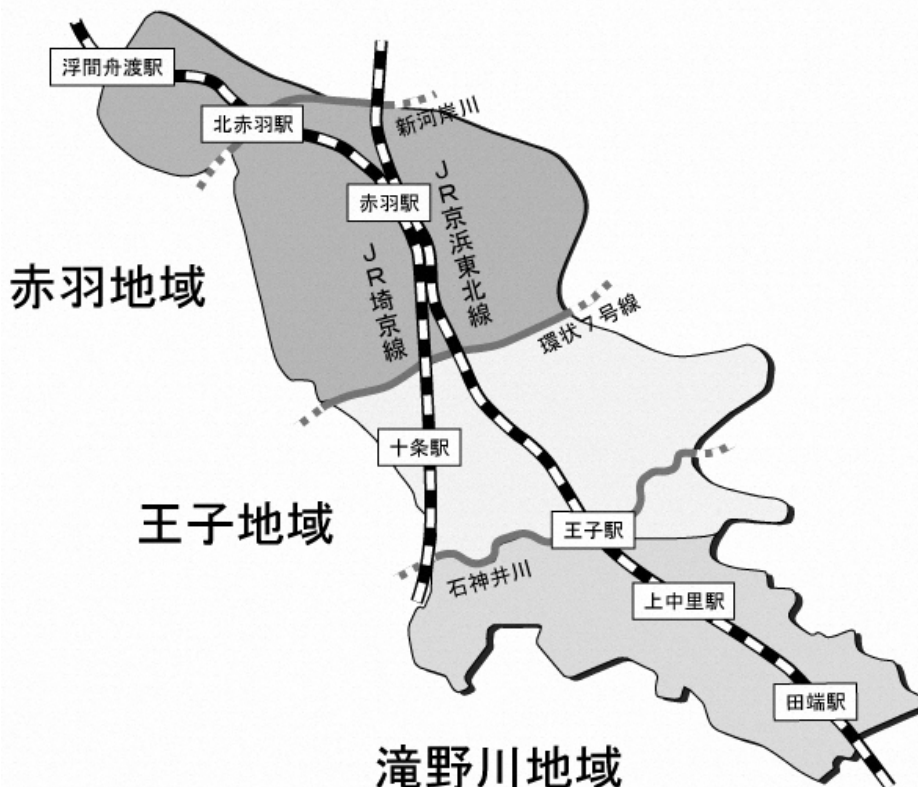 浮間舟渡駅
北赤羽駅
新河岸川
赤羽駅
JR京浜東北線
JR埼京線
赤羽地域
環状7号線
十条駅
王子地域
王子駅
石神井川
上中里駅
田端駅
滝野川地域